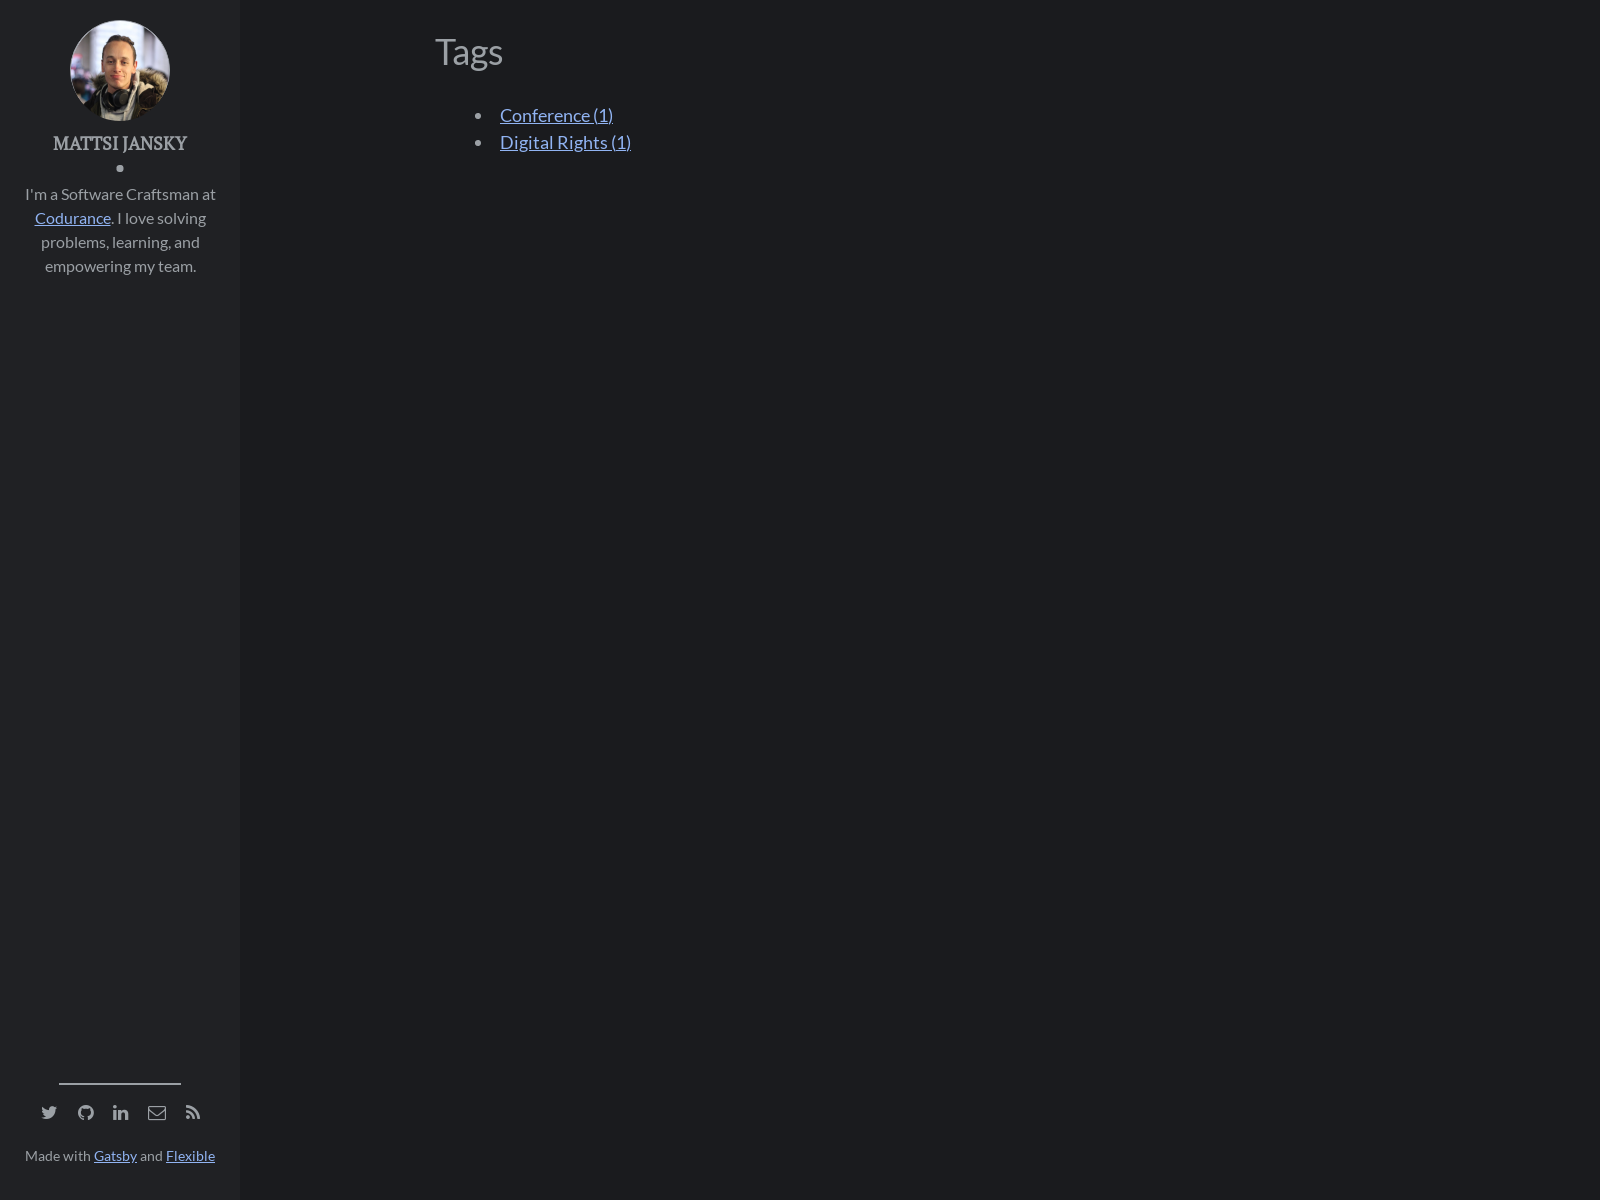 MATTSI JANSKY
I'm a Software Craftsman at
Codurance. I love solving
problems, learning, and
empowering my team.
Made with Gatsby and Flexible
Tags
Conference (1)
Digital Rights (1)